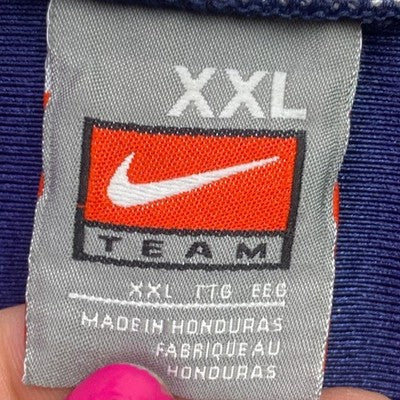 XXL
TEAM
XXL TTG EEG
MADE IN HONDURAS
FABRIQUE AU
HONDURAS